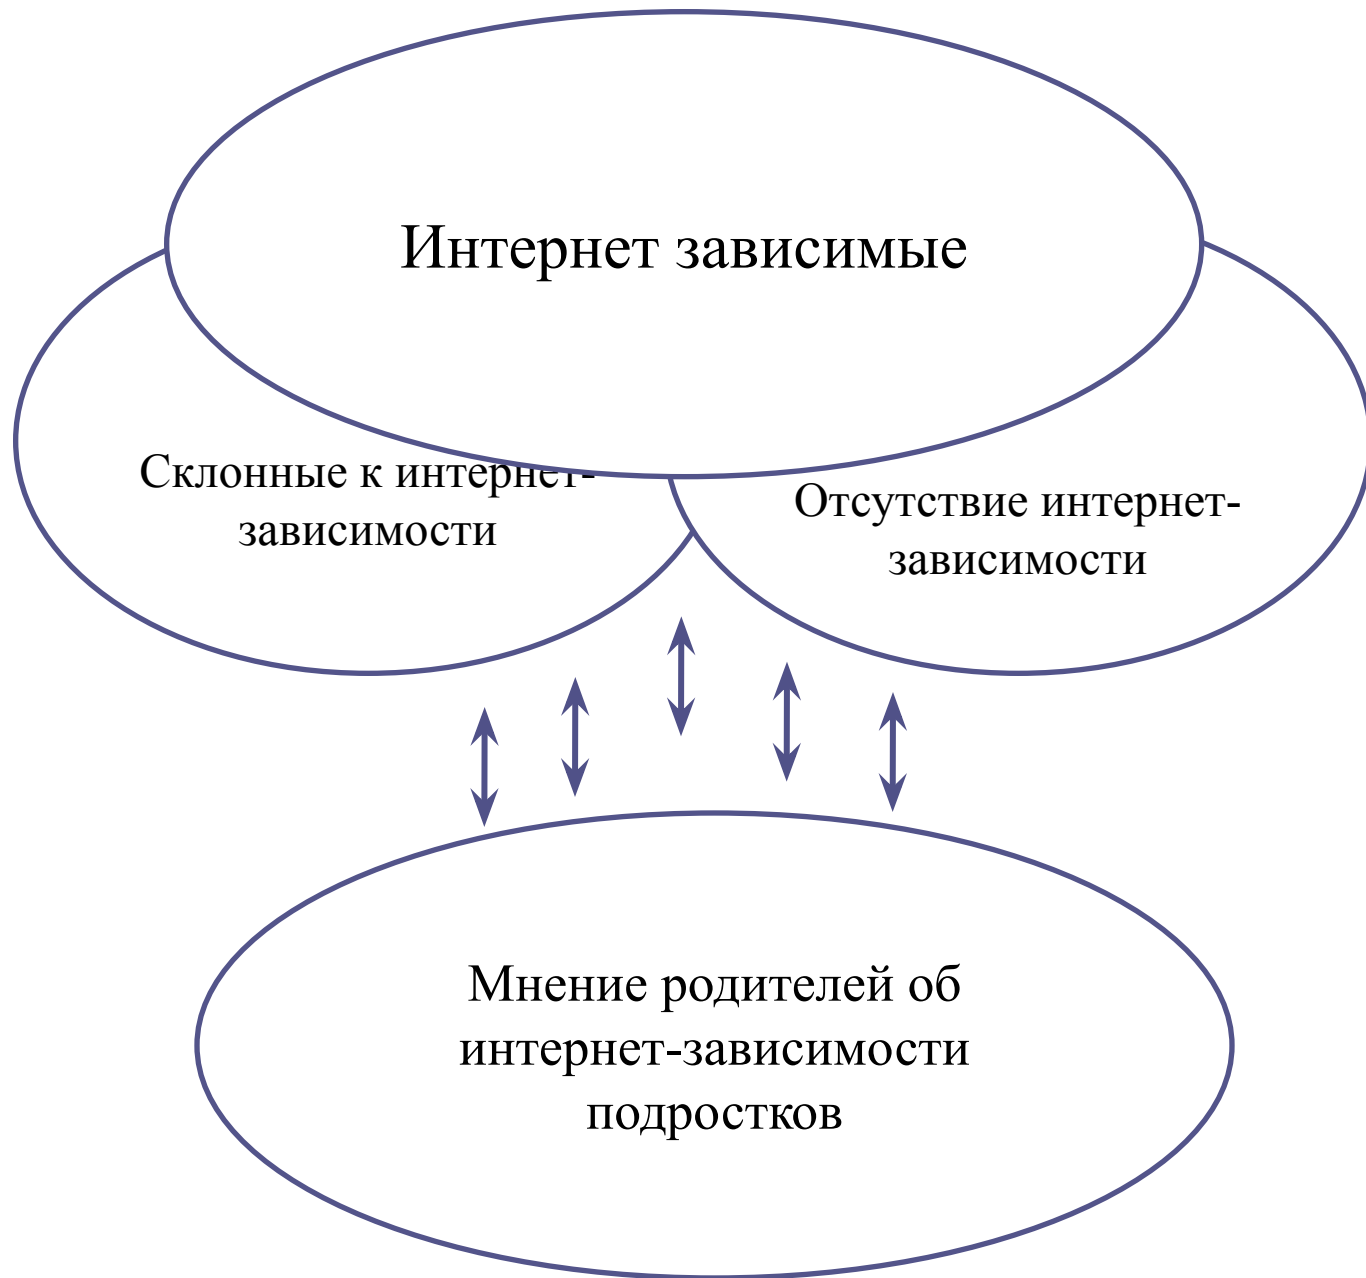 Интернет зависимые
Склонные к интернет-
зависимости
Отсутствие интернет-
зависимости
Мнение родителей об
интернет-зависимости
подростков